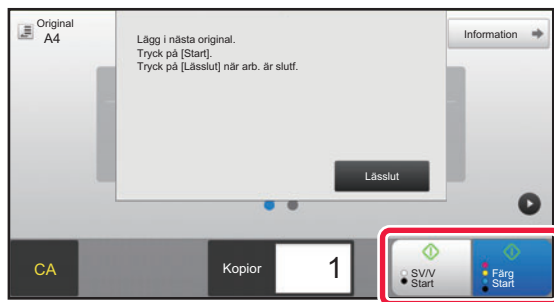 Original
A4
Lägg i nästa original.
Tryck på [Start].
Tryck på [Lässlut] när arb. är slutf.
Information
Lässlut
CA
Kopior
1
SV/V
Start
Färg
Start